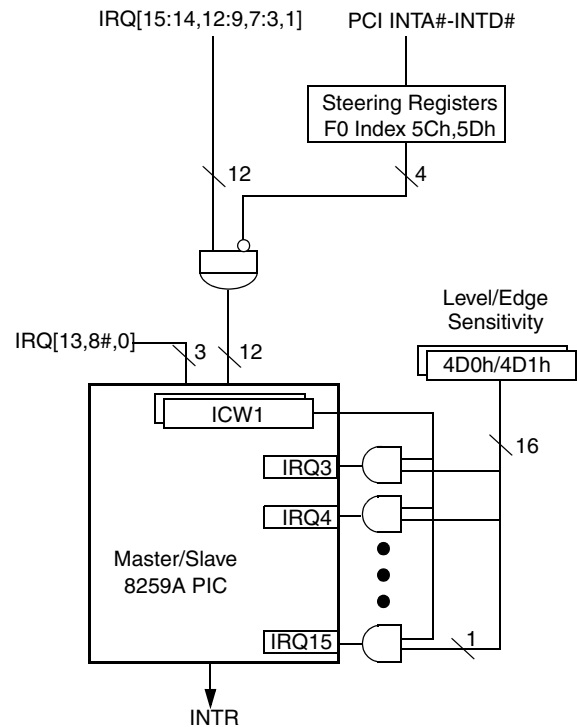 IRQ[15:14,12:9,7:3,1]
PCI INTA#-INTD#
Steering Registers
F0 Index 5Ch,5Dh
12
4
Level/Edge
Sensitivity
IRQ[13,8#,0]
3
12
4D0h/4D1h
ICW1
16
IRQ3
IRQ4
Master/Slave
8259A PIC
IRQ15
1
INTR